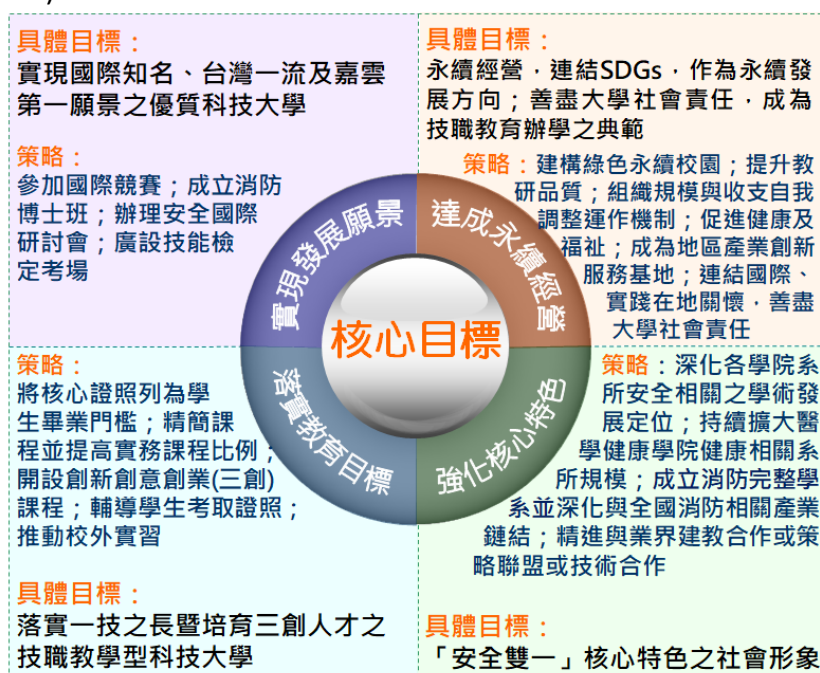 具體目標：
實現國際知名、台灣一流及嘉雲
第一願景之優質科技大學
策略：
參加國際競賽；成立消防
博士班；辦理安全國際
研討會；廣設技能檢
定考場
具體目標：
永續經營，連結SDGs，作為永續發
展方向；善盡大學社會責任，成為
技職教育辦學之典範
策略：建構綠色永續校園；提升教
研品質；組織規模與收支自我
調整運作機制；促進健康及
福祉；成為地區產業創新
服務基地；連結國際、
實踐在地關懷，善盡
大學社會責任
實現發展願景
達成永續經營
核心目標
落實教育目標
強化核心特色
策略：
將核心證照列為學
生畢業門檻；精簡課
程並提高實務課程比例；
開設創新創意創業(三創)
課程；輔導學生考取證照；
推動校外實習
具體目標：
落實一技之長暨培育三創人才之
技職教學型科技大學
策略：深化各學院系
所安全相關之學術發
展定位；持續擴大醫
學健康學院健康相關系
所規模；成立消防完整學
系並深化與全國消防相關產業
鏈結；精進與業界建教合作或策
略聯盟或技術合作
具體目標：
「安全雙一」核心特色之社會形象